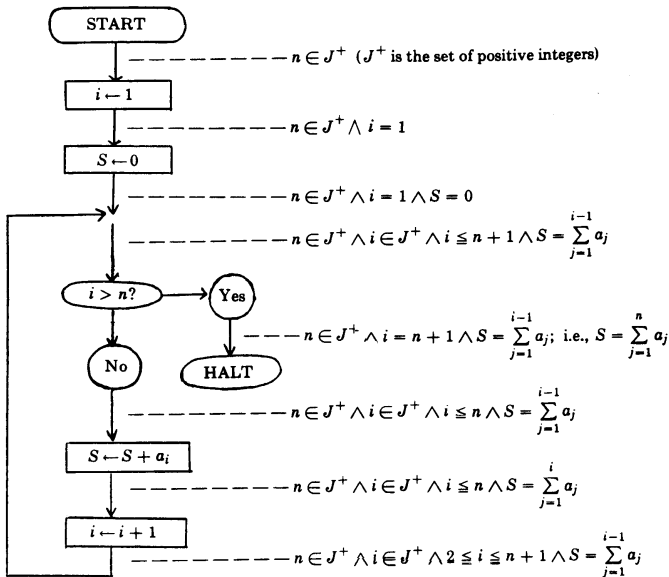 START
n ∈ J⁺ (J⁺ is the set of positive integers)
i ← 1
n ∈ J⁺ ∧ i = 1
S ← 0
n ∈ J⁺ ∧ i = 1 ∧ S = 0
n ∈ J⁺ ∧ i ∈ J⁺ ∧ i ≦ n + 1 ∧ S = ∑_{j=1}^{i−1} a_j
i > n?
Yes
n ∈ J⁺ ∧ i = n + 1 ∧ S = ∑_{j=1}^{i−1} a_j; i.e., S = ∑_{j=1}^{n} a_j
No
HALT
n ∈ J⁺ ∧ i ∈ J⁺ ∧ i ≦ n ∧ S = ∑_{j=1}^{i−1} a_j
S ← S + a_i
n ∈ J⁺ ∧ i ∈ J⁺ ∧ i ≦ n ∧ S = ∑_{j=1}^{i} a_j
i ← i + 1
n ∈ J⁺ ∧ i ∈ J⁺ ∧ 2 ≦ i ≦ n + 1 ∧ S = ∑_{j=1}^{i−1} a_j